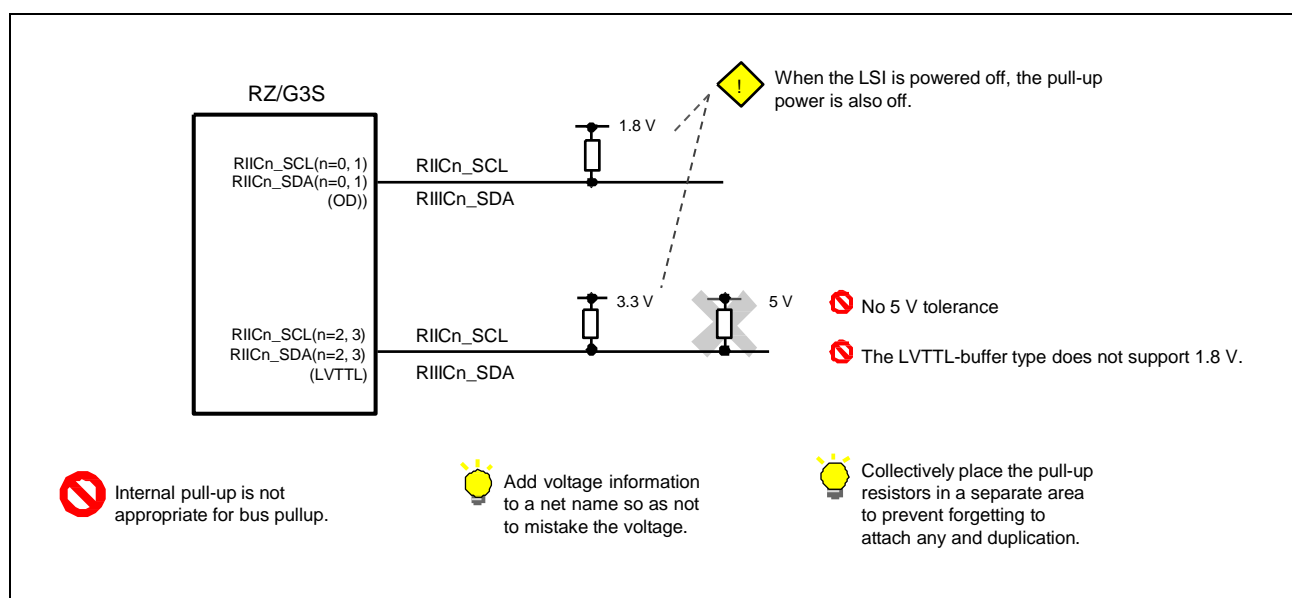 RZ/G3S
RIICn_SCL(n=0, 1)
RIICn_SDA(n=0, 1)
(OD))
RIICn_SCL
RIIICn_SDA
1.8 V
!
When the LSI is powered off, the pull-up
power is also off.
RIICn_SCL(n=2, 3)
RIICn_SDA(n=2, 3)
(LVTTL)
RIICn_SCL
RIIICn_SDA
3.3 V
5 V
No 5 V tolerance
The LVTTL-buffer type does not support 1.8 V.
Internal pull-up is not
appropriate for bus pullup.
Add voltage information
to a net name so as not
to mistake the voltage.
Collectively place the pull-up
resistors in a separate area
to prevent forgetting to
attach any and duplication.